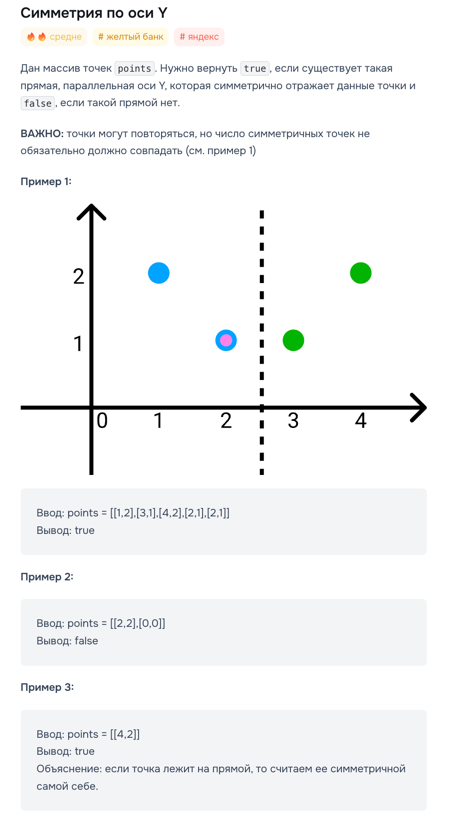 Симметрия по оси Y
🔥🔥 средне # желтый банк # яндекс
Дан массив точек points. Нужно вернуть true, если существует такая
прямая, параллельная оси Y, которая симметрично отражает данные точки и
false, если такой прямой нет.
ВАЖНО: точки могут повторяться, но число симметричных точек не
обязательно должно совпадать (см. пример 1)
Пример 1:
2
1
0 1 2 3 4
Ввод: points = [[1,2],[3,1],[4,2],[2,1],[2,1]]
Вывод: true
Пример 2:
Ввод: points = [[2,2],[0,0]]
Вывод: false
Пример 3:
Ввод: points = [[4,2]]
Вывод: true
Объяснение: если точка лежит на прямой, то считаем ее симметричной
самой себе.